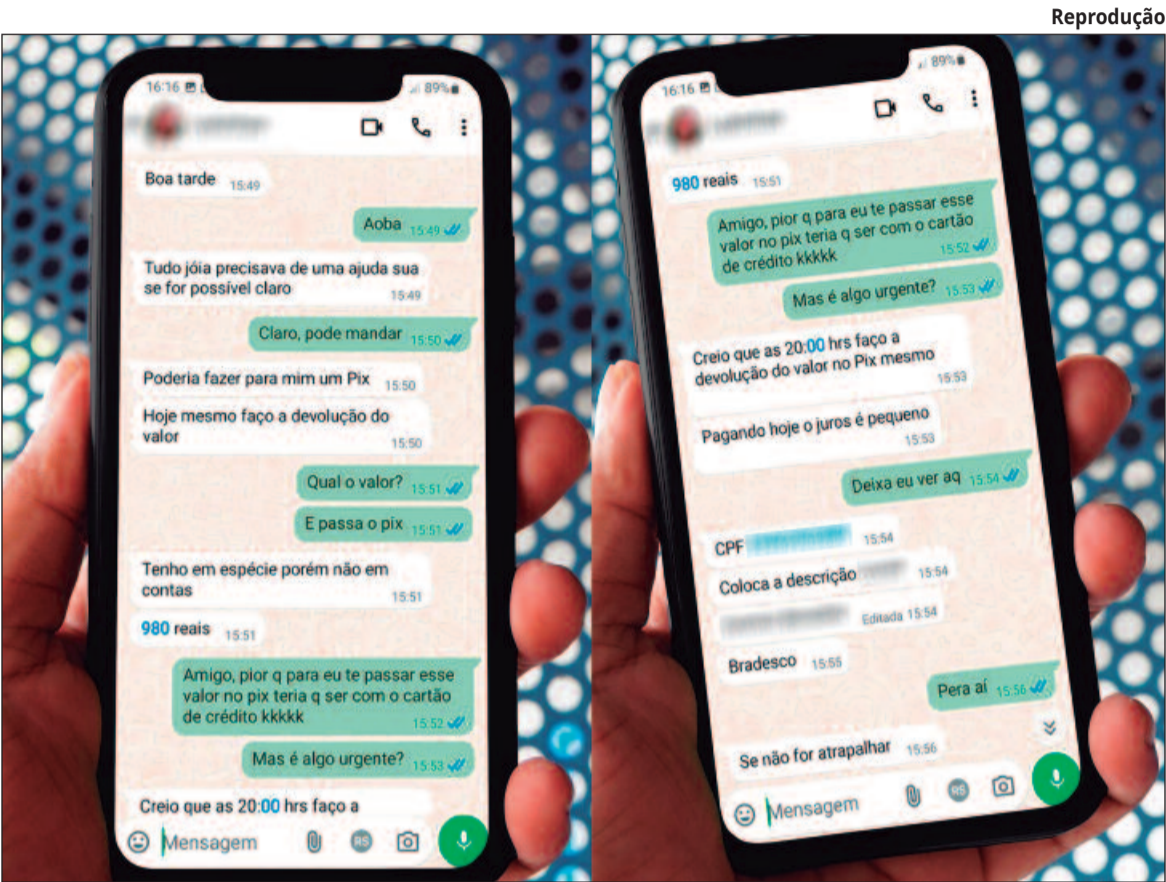 Reprodução
16:16
89%
Boa tarde 15:49
Aoba 15:49
Tudo jóia precisava de uma ajuda sua
se for possível claro
15:49
Claro, pode mandar 15:50
Poderia fazer para mim um Pix 15:50
Hoje mesmo faço a devolução do
valor
15:50
Qual o valor? 15:51
E passa o pix 15:51
Tenho em espécie porém não em
contas
15:51
980 reais 15:51
Amigo, pior q para eu te passar esse
valor no pix teria q ser com o cartão
de crédito kkkkk 15:52
Mas é algo urgente? 15:53
Creio que as 20:00 hrs faço a
Mensagem
RS
16:16
89%
980 reais 15:51
Amigo, pior q para eu te passar esse
valor no pix teria q ser com o cartão
de crédito kkkkk 15:52
Mas é algo urgente? 15:53
Creio que as 20:00 hrs faço a
devolução do valor no Pix mesmo
15:53
Pagando hoje o juros é pequeno
15:53
Deixa eu ver aq 15:54
CPF 15:54
Coloca a descrição 15:54
Editada 15:54
Bradesco 15:55
Pera aí 15:56
Se não for atrapalhar 15:56
Mensagem
RS